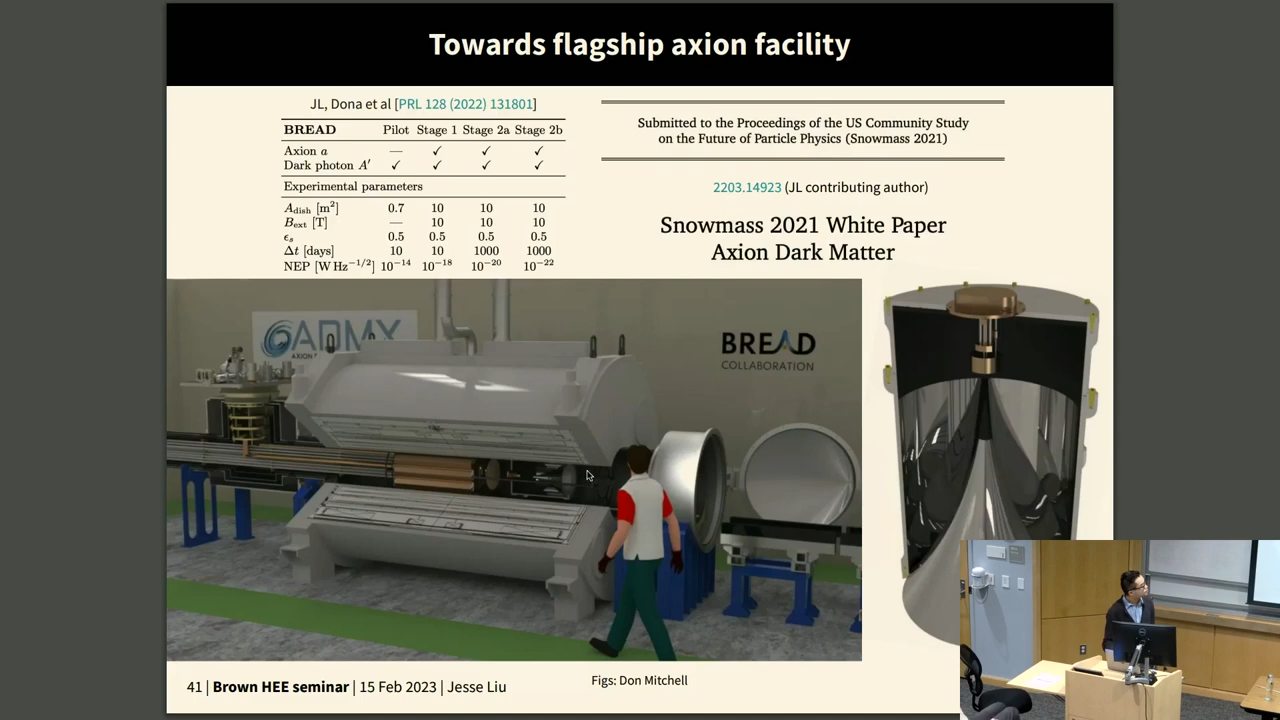 Towards flagship axion facility
JL, Dona et al [PRL 128 (2022) 131801]
BREAD Pilot Stage 1 Stage 2a Stage 2b
Axion a — ✓ ✓ ✓
Dark photon A′ ✓ ✓ ✓ ✓
Experimental parameters
A_dish [m²] 0.7 10 10 10
B_ext [T] — 10 10 10
ϵ_s 0.5 0.5 0.5 0.5
Δt [days] 10 10 1000 1000
NEP [W Hz^−1/2] 10^−14 10^−18 10^−20 10^−22
Submitted to the Proceedings of the US Community Study
on the Future of Particle Physics (Snowmass 2021)
2203.14923 (JL contributing author)
Snowmass 2021 White Paper
Axion Dark Matter
ADMX
BREAD
COLLABORATION
41 | Brown HEE seminar | 15 Feb 2023 | Jesse Liu
Figs: Don Mitchell